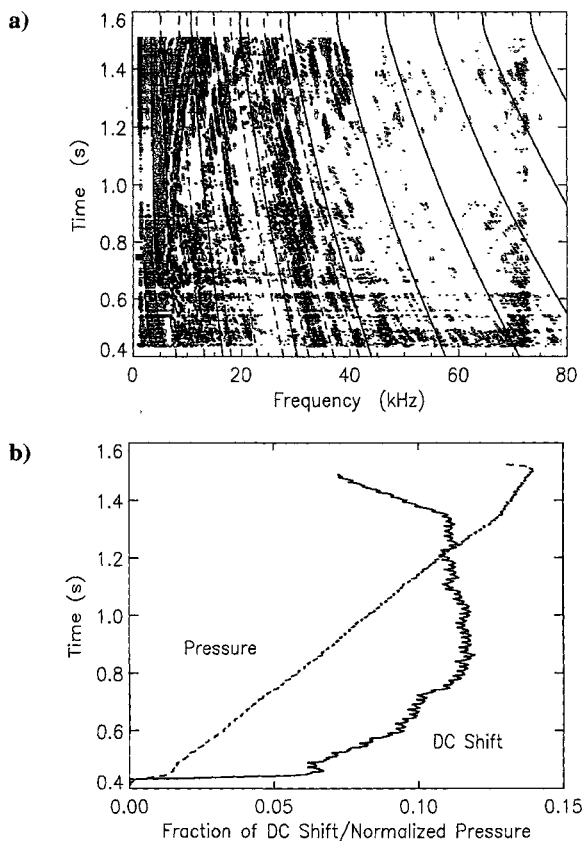 a)
1.6
1.4
1.2
1.0
0.8
0.6
0.4
Time (s)
0 20 40 60 80
Frequency (kHz)
b)
1.6
1.4
1.2
1.0
0.8
0.6
0.4
Time (s)
Pressure
DC Shift
0.00 0.05 0.10 0.15
Fraction of DC Shift/Normalized Pressure